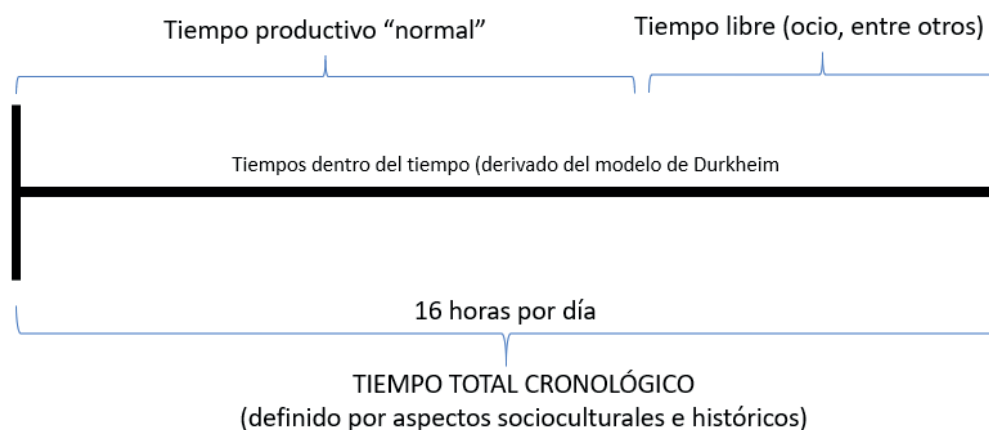 Tiempo productivo “normal”
Tiempo libre (ocio, entre otros)
Tiempos dentro del tiempo (derivado del modelo de Durkheim
16 horas por día
TIEMPO TOTAL CRONOLÓGICO
(definido por aspectos socioculturales e históricos)